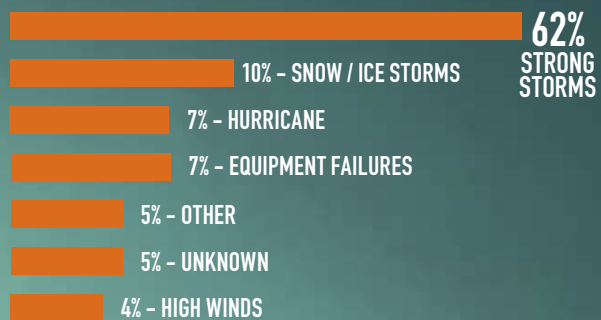 62%
STRONG
STORMS
10% - SNOW / ICE STORMS
7% - HURRICANE
7% - EQUIPMENT FAILURES
5% - OTHER
5% - UNKNOWN
4% - HIGH WINDS